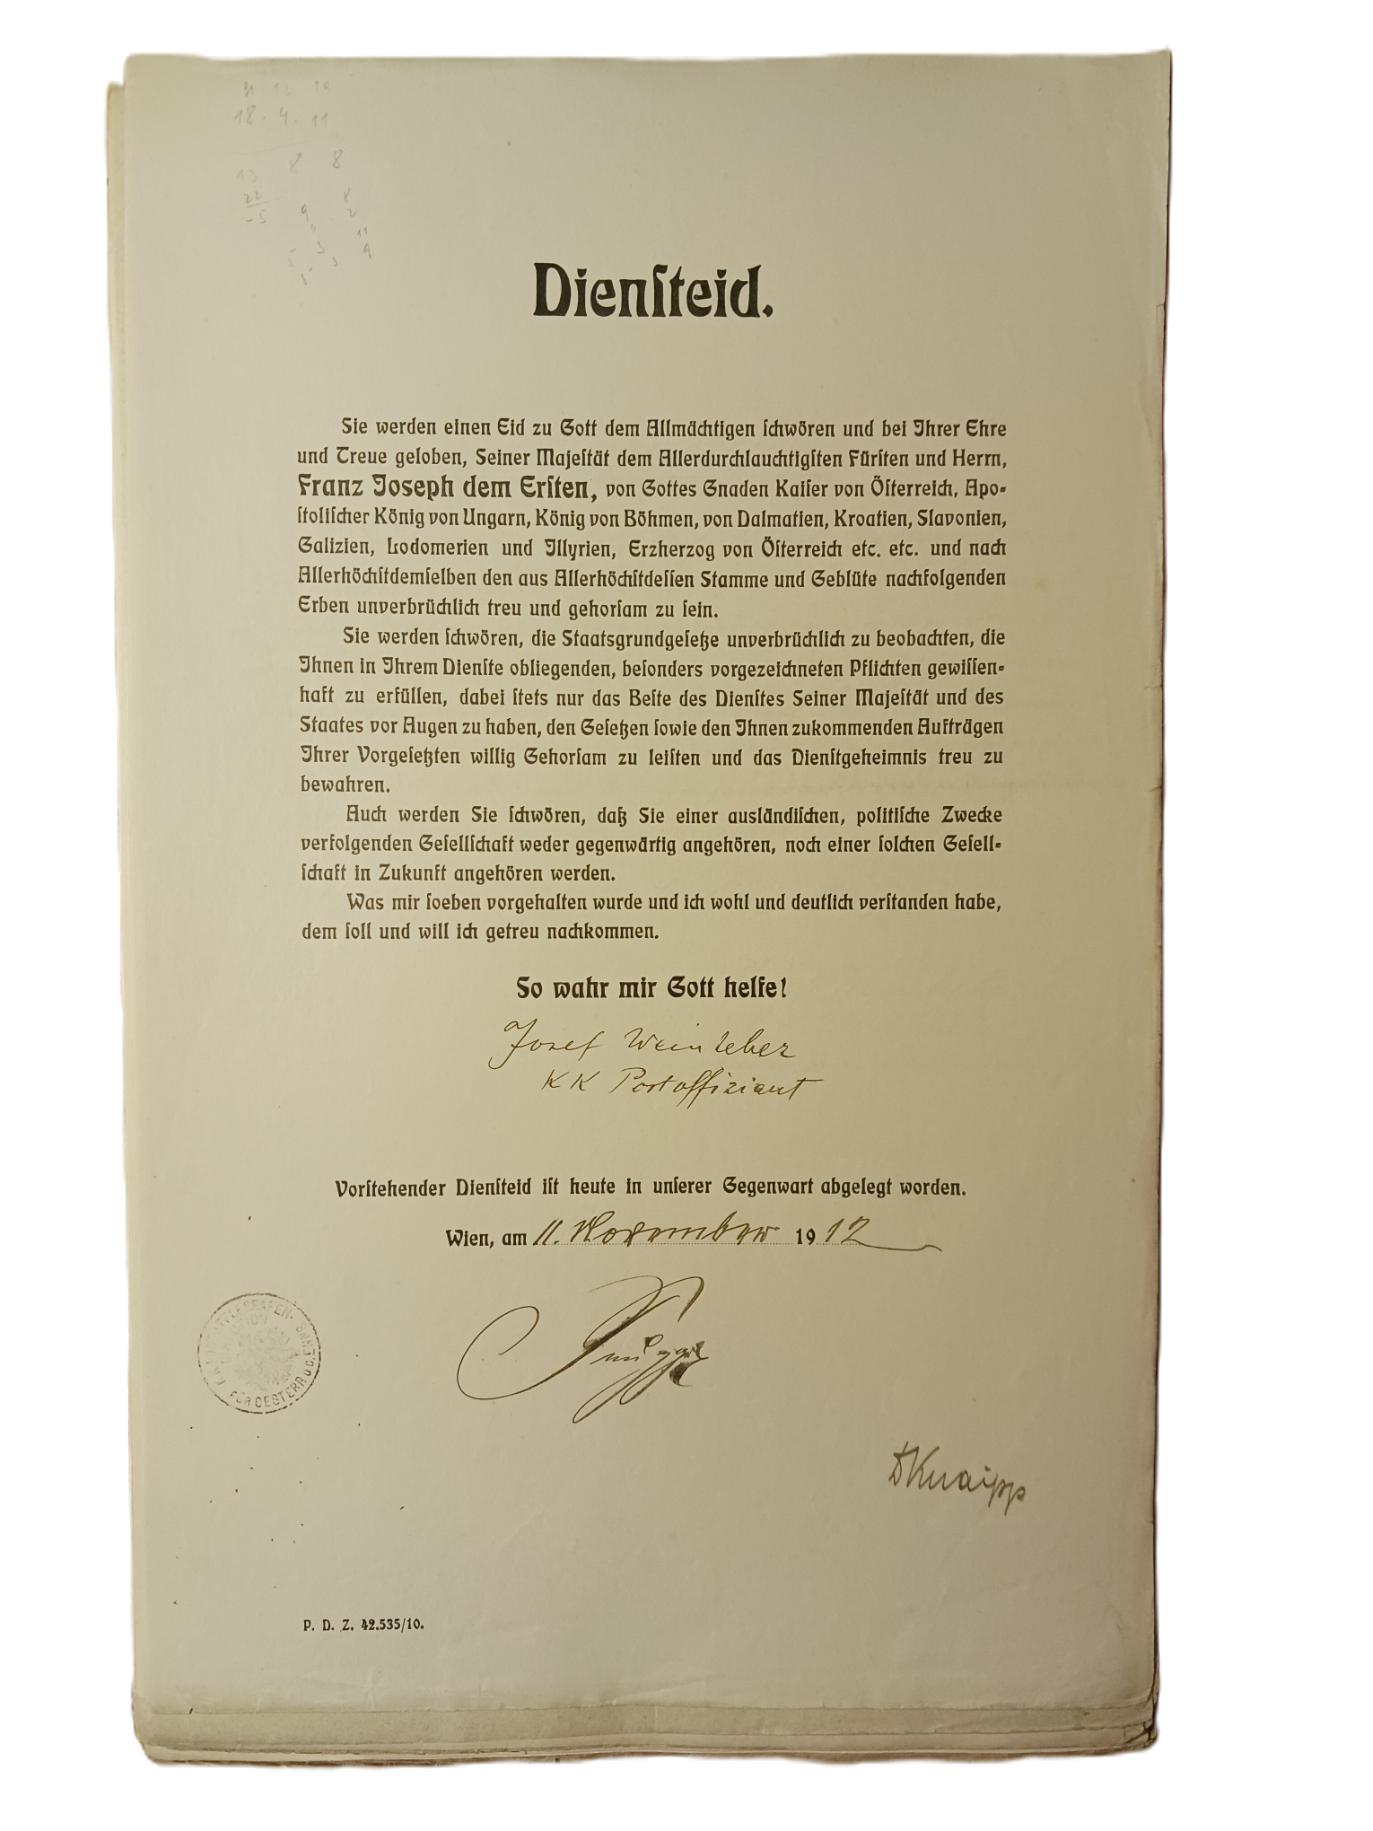 18. 4. 11
8 8
Dienſteid.
Sie werden einen Eid zu Gott dem Allmächtigen ſchwören und bei Ihrer Ehre
und Treue geloben, Seiner Majeſtät dem Allerdurchlauchtigſten Fürſten und Herrn,
Franz Joseph dem Erſten, von Gottes Gnaden Kaiſer von Öſterreich, Apo-
ſtoliſcher König von Ungarn, König von Böhmen, von Dalmatien, Kroatien, Slavonien,
Galizien, Lodomerien und Illyrien, Erzherzog von Öſterreich etc. etc. und nach
Allerhöchſtdemſelben den aus Allerhöchſtdeſſen Stamme und Geblüte nachfolgenden
Erben unverbrüchlich treu und gehorſam zu ſein.
Sie werden ſchwören, die Staatsgrundgeſetze unverbrüchlich zu beobachten, die
Ihnen in Ihrem Dienſte obliegenden, beſonders vorgezeichneten Pflichten gewiſſen-
haft zu erfüllen, dabei ſtets nur das Beſte des Dienſtes Seiner Majeſtät und des
Staates vor Augen zu haben, den Geſetzen ſowie den Ihnen zukommenden Aufträgen
Ihrer Vorgeſetzten willig Gehorſam zu leiſten und das Dienſtgeheimnis treu zu
bewahren.
Auch werden Sie ſchwören, daß Sie einer ausländiſchen, politiſche Zwecke
verfolgenden Geſellſchaft weder gegenwärtig angehören, noch einer ſolchen Geſell-
ſchaft in Zukunft angehören werden.
Was mir ſoeben vorgehalten wurde und ich wohl und deutlich verſtanden habe,
dem ſoll und will ich getreu nachkommen.
So wahr mir Gott helfe!
Josef Weinheber
KK Postoffiziant
Vorſtehender Dienſteid iſt heute in unſerer Gegenwart abgelegt worden.
Wien, am 11. November 1912
FÜR OESTERR. U.D. ENNS
Knaipp
P. D. Z. 42.535/10.